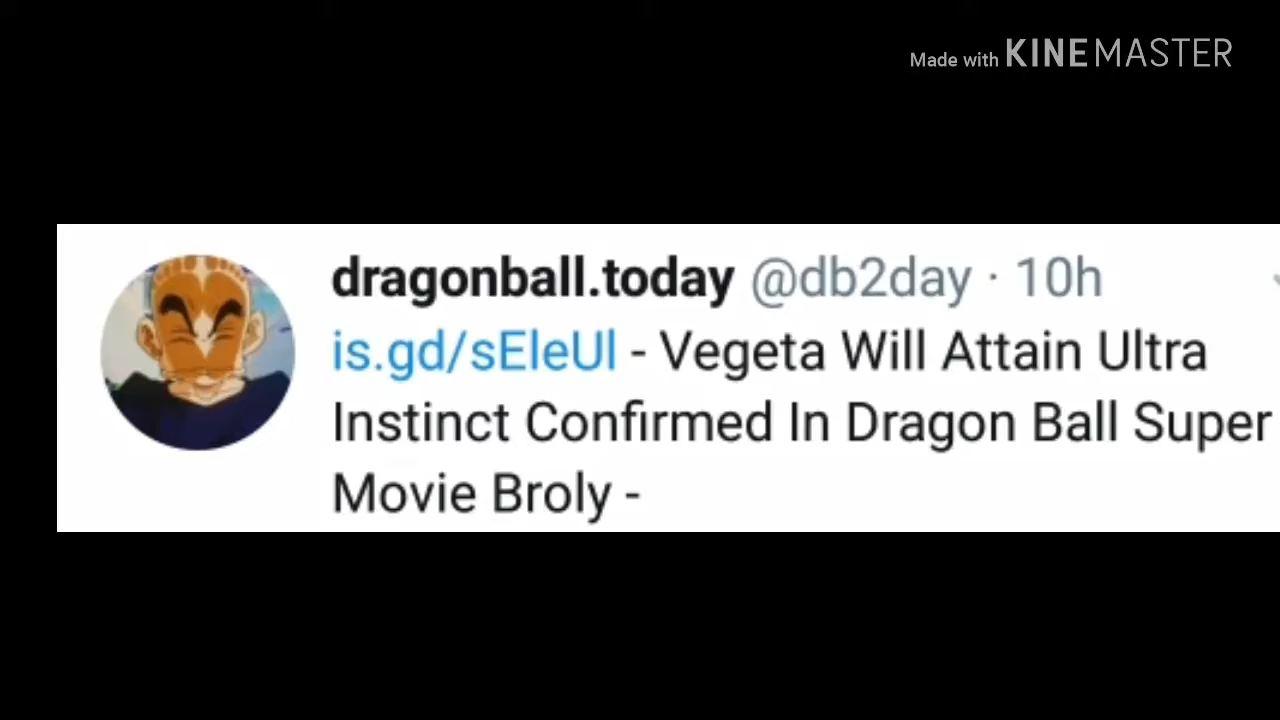 Made with KINEMASTER
dragonball.today @db2day · 10h
is.gd/sEleUl - Vegeta Will Attain Ultra
Instinct Confirmed In Dragon Ball Super
Movie Broly -